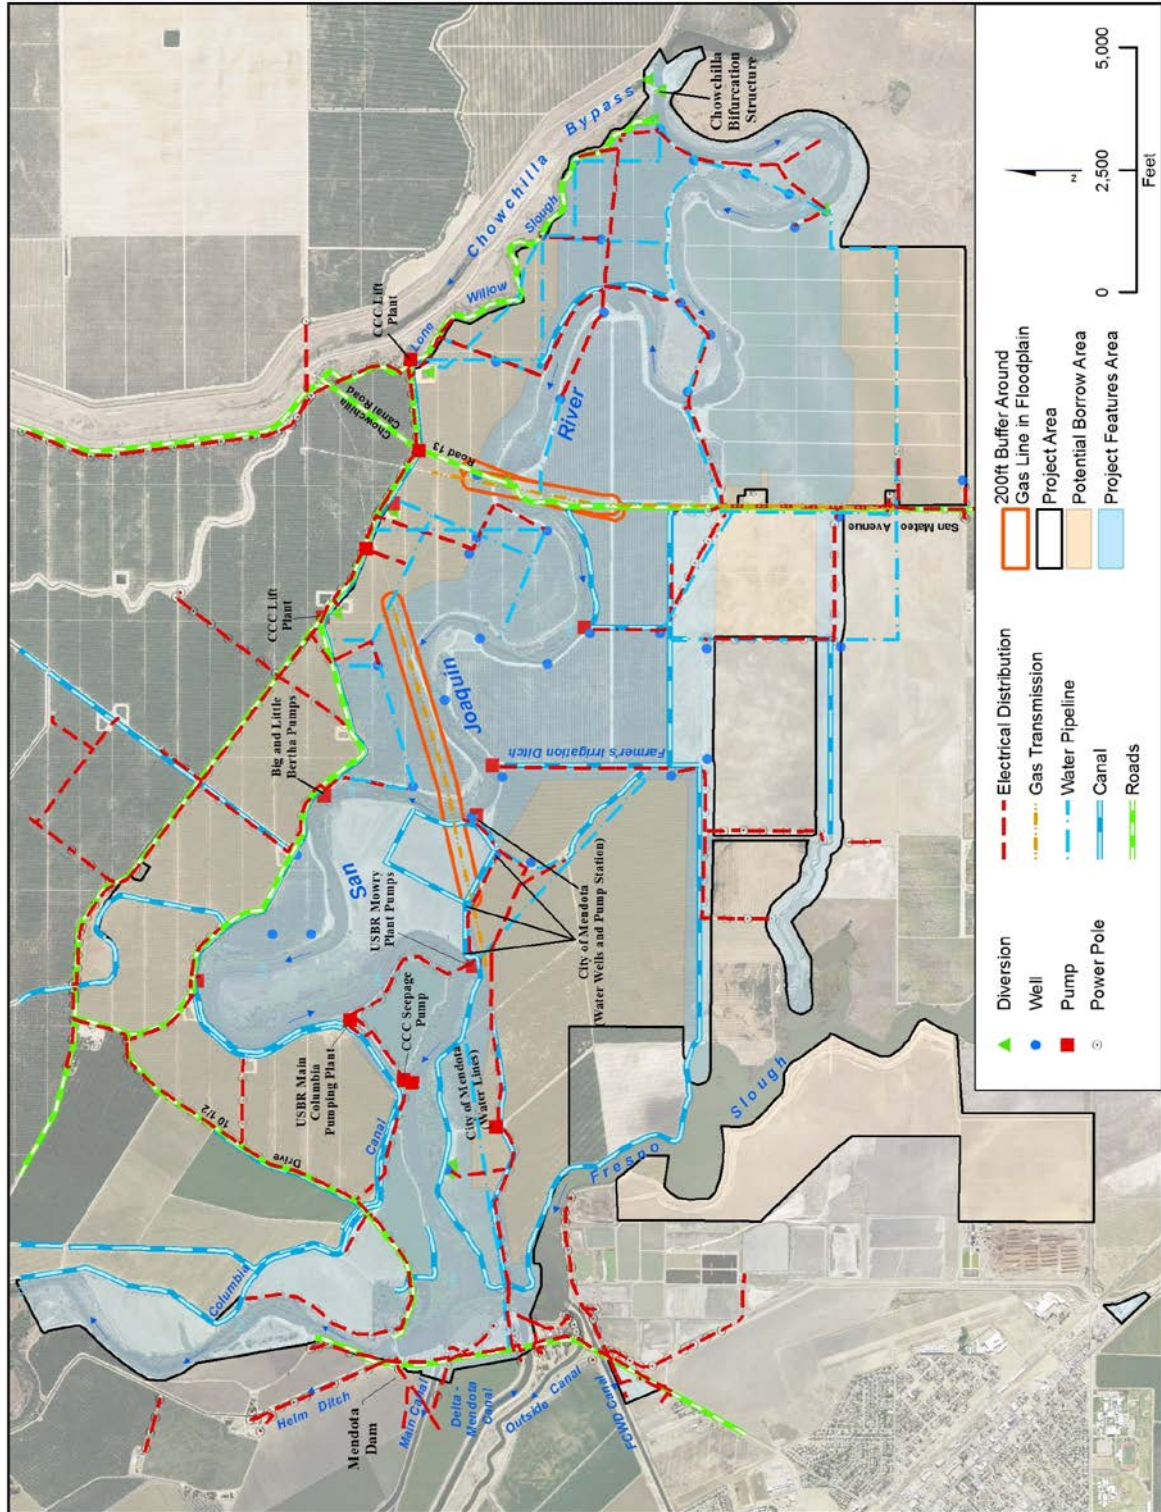 Chowchilla Bypass
Chowchilla
Bifurcation
Structure
Lone Willow Slough
CCC Lift
Plant
Chowchilla
Canal Road
Road 13
River
CCC Lift
Plant
Big and Little
Bertha Pumps
Joaquin
San
Farmer's Irrigation Ditch
San Mateo
Avenue
USBR Mowry
Plant Pumps
City of Mendota
(Water Wells and Pump Station)
CCC Seepage
Pump
USBR Main
Columbia
Pumping Plant
City of Mendota
(Water Lines)
Drive
10 1/2
Canal
Columbia
Fresno
Slough
Helm Ditch
Mendota
Dam
Main Canal
Delta -
Mendota
Canal
Outside Canal
FCWD Canal
Diversion
Well
Pump
Power Pole
Electrical Distribution
Gas Transmission
Water Pipeline
Canal
Roads
200ft Buffer Around
Gas Line in Floodplain
Project Area
Potential Borrow Area
Project Features Area
0
2,500
5,000
Feet
N